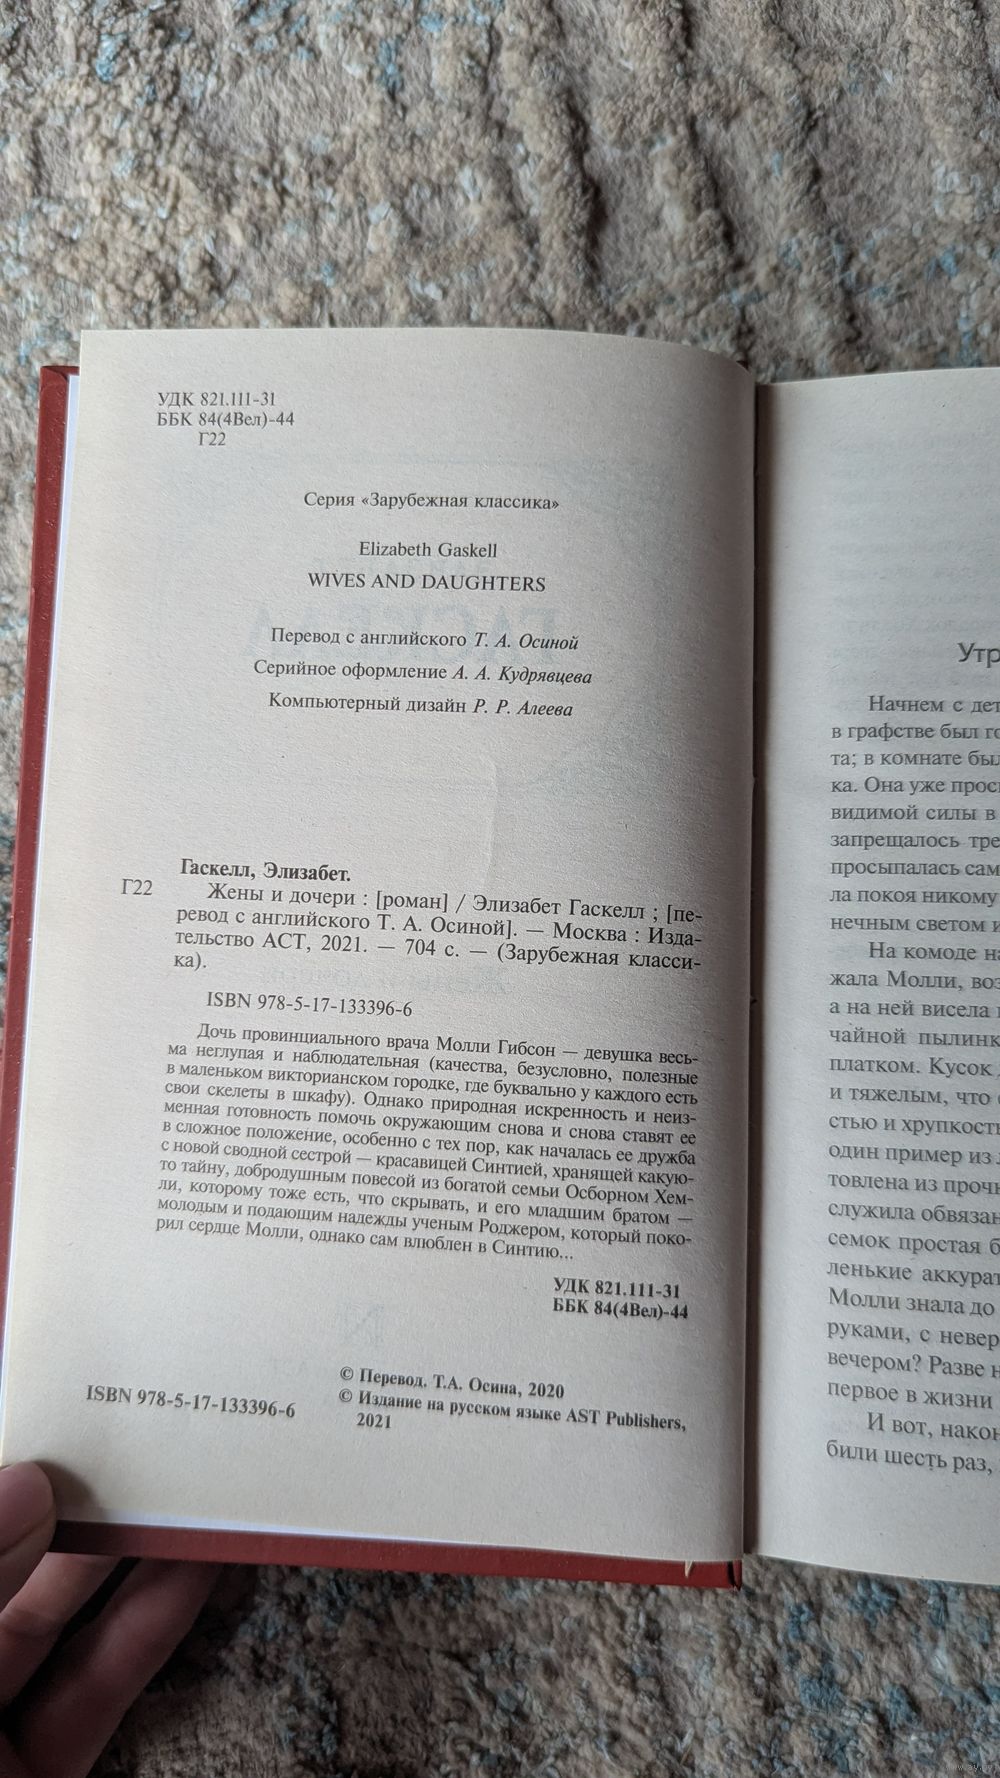 УДК 821.111-31
ББК 84(4Вел)-44
Г22
Серия «Зарубежная классика»
Elizabeth Gaskell
WIVES AND DAUGHTERS
Перевод с английского Т. А. Осиной
Серийное оформление А. А. Кудрявцева
Компьютерный дизайн Р. Р. Алеева
Гаскелл, Элизабет.
Г22 Жены и дочери : [роман] / Элизабет Гаскелл ; [пе-
ревод с английского Т. А. Осиной]. — Москва : Изда-
тельство АСТ, 2021. — 704 с. — (Зарубежная класси-
ка).
ISBN 978-5-17-133396-6
Дочь провинциального врача Молли Гибсон — девушка весь-
ма неглупая и наблюдательная (качества, безусловно, полезные
в маленьком викторианском городке, где буквально у каждого есть
свои скелеты в шкафу). Однако природная искренность и неиз-
менная готовность помочь окружающим снова и снова ставят ее
в сложное положение, особенно с тех пор, как началась ее дружба
с новой сводной сестрой — красавицей Синтией, хранящей какую-
то тайну, добродушным повесой из богатой семьи Осборном Хем-
ли, которому тоже есть, что скрывать, и его младшим братом —
молодым и подающим надежды ученым Роджером, который поко-
рил сердце Молли, однако сам влюблен в Синтию...
УДК 821.111-31
ББК 84(4Вел)-44
© Перевод. Т.А. Осина, 2020
© Издание на русском языке AST Publishers,
2021
ISBN 978-5-17-133396-6
Утр
Начнем с дет
в графстве был го
та; в комнате был
ка. Она уже прос
видимой силы в
запрещалось тре
просыпалась сам
ла покоя никому
нечным светом и
На комоде на
жала Молли, воз
а на ней висела
чайной пылинк
платком. Кусок
и тяжелым, что
стью и хрупкость
один пример из
товлена из прочн
служила обвязан
семок простая б
ленькие аккурат
Молли знала до
руками, с невер
вечером? Разве н
первое в жизни
И вот, након
били шесть раз,